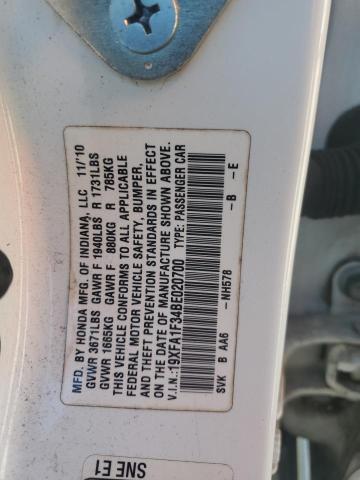 MFD. BY HONDA MFG. OF INDIANA, LLC 11/'10
GVWR 3671LBS GAWR F 1940LBS R 1731LBS
GVWR 1665KG GAWR F 880KG R 785KG
THIS VEHICLE CONFORMS TO ALL APPLICABLE
FEDERAL MOTOR VEHICLE SAFETY, BUMPER,
AND THEFT PREVENTION STANDARDS IN EFFECT
ON THE DATE OF MANUFACTURE SHOWN ABOVE.
V.I.N.:19XFA1F34BE020700 TYPE: PASSENGER CAR
-NH578 -B -E
SVK B AA6
SNE E1